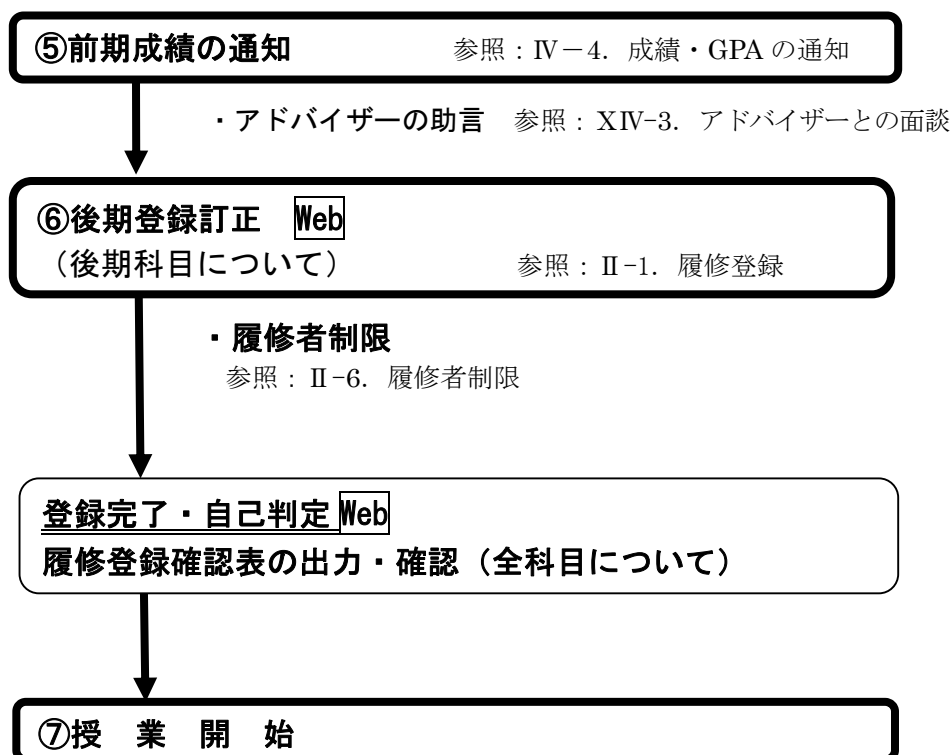 ⑤前期成績の通知 参照：Ⅳ－4．成績・GPA の通知
・アドバイザーの助言 参照：ⅩⅣ-3．アドバイザーとの面談
⑥後期登録訂正 Web
（後期科目について） 参照：Ⅱ-1．履修登録
・履修者制限
参照：Ⅱ-6．履修者制限
登録完了・自己判定 Web
履修登録確認表の出力・確認（全科目について）
⑦授 業 開 始